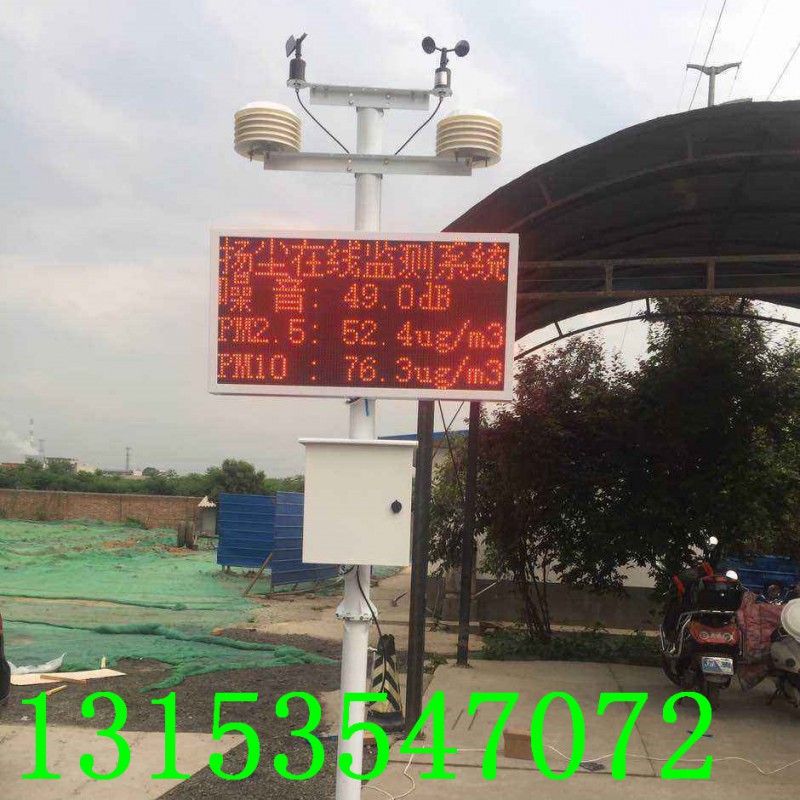 扬尘在线监测系统
噪 音: 49.0dB
PM2.5: 52.4ug/m3
PM10 : 76.3ug/m3
13153547072